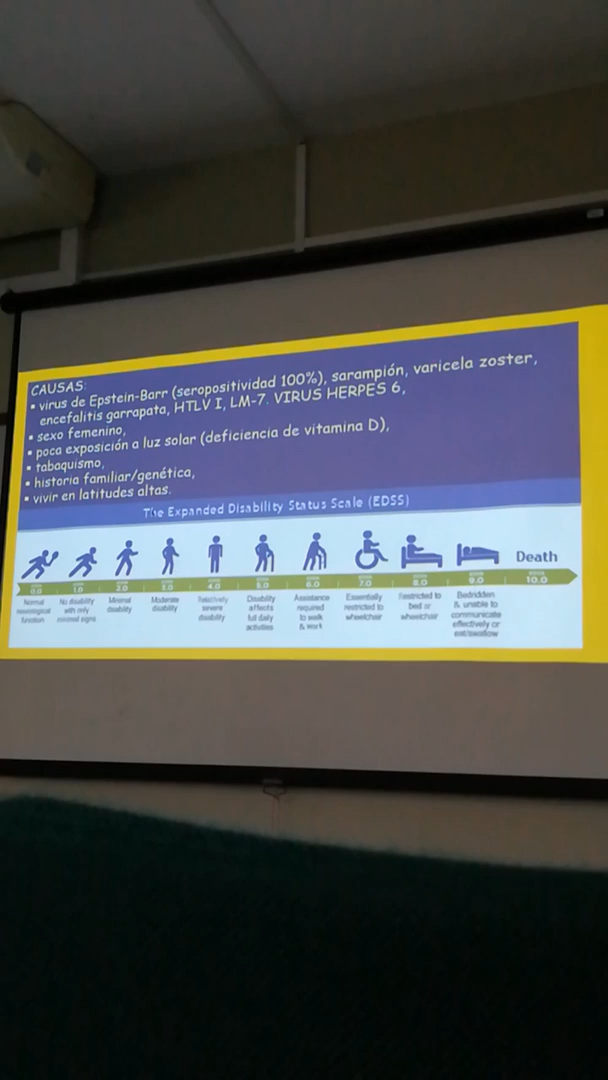 CAUSAS:
▪ virus de Epstein-Barr (seropositividad 100%), sarampión, varicela zoster,
encefalitis garrapata, HTLV I, LM-7. VIRUS HERPES 6,
▪ sexo femenino,
▪ poca exposición a luz solar (deficiencia de vitamina D),
▪ tabaquismo,
▪ historia familiar/genética,
▪ vivir en latitudes altas.
The Expanded Disability Status Scale (EDSS)
Death
0.0 1.0 2.0 3.0 4.0 5.0 6.0 7.0 8.0 9.0 10.0
Normal
neurological
function
No disability
with only
minimal signs
Minimal
disability
Moderate
disability
Relatively
severe
disability
Disability
affects
full daily
activities
Assistance
required
to walk
& work
Essentially
restricted to
wheelchair
Restricted to
bed or
wheelchair
Bedridden
& unable to
communicate
effectively or
eat/swallow